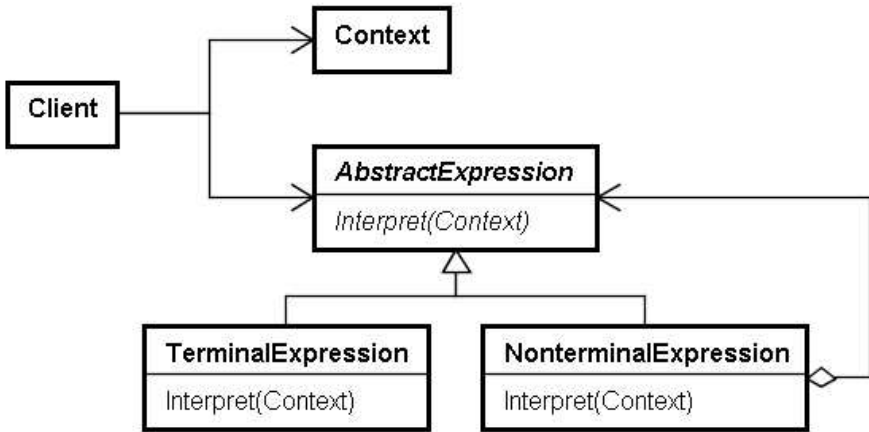 Context
Client
AbstractExpression
Interpret(Context)
TerminalExpression
Interpret(Context)
NonterminalExpression
Interpret(Context)